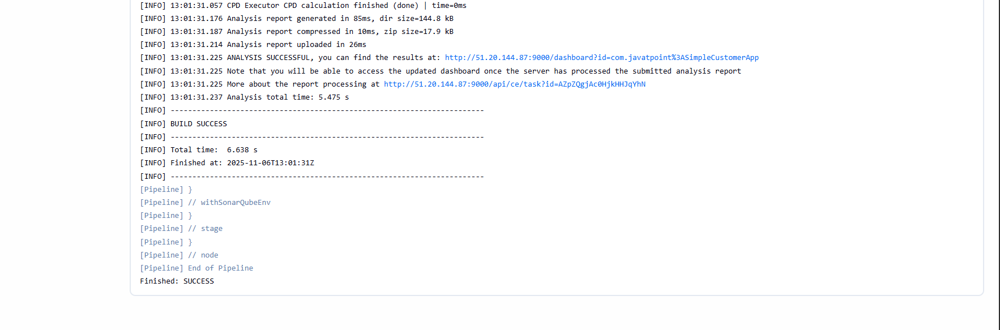 [INFO] 13:01:31.057 CPD Executor CPD calculation finished (done) | time=0ms
[INFO] 13:01:31.176 Analysis report generated in 85ms, dir size=144.8 kB
[INFO] 13:01:31.187 Analysis report compressed in 10ms, zip size=17.9 kB
[INFO] 13:01:31.214 Analysis report uploaded in 26ms
[INFO] 13:01:31.225 ANALYSIS SUCCESSFUL, you can find the results at: http://51.20.144.87:9000/dashboard?id=com.javatpoint%3ASimpleCustomerApp
[INFO] 13:01:31.225 Note that you will be able to access the updated dashboard once the server has processed the submitted analysis report
[INFO] 13:01:31.225 More about the report processing at http://51.20.144.87:9000/api/ce/task?id=AZpZQgjAc0HjkHHJqYhN
[INFO] 13:01:31.237 Analysis total time: 5.475 s
[INFO] ------------------------------------------------------------------------
[INFO] BUILD SUCCESS
[INFO] ------------------------------------------------------------------------
[INFO] Total time:  6.638 s
[INFO] Finished at: 2025-11-06T13:01:31Z
[INFO] ------------------------------------------------------------------------
[Pipeline] }
[Pipeline] // withSonarQubeEnv
[Pipeline] }
[Pipeline] // stage
[Pipeline] }
[Pipeline] // node
[Pipeline] End of Pipeline
Finished: SUCCESS